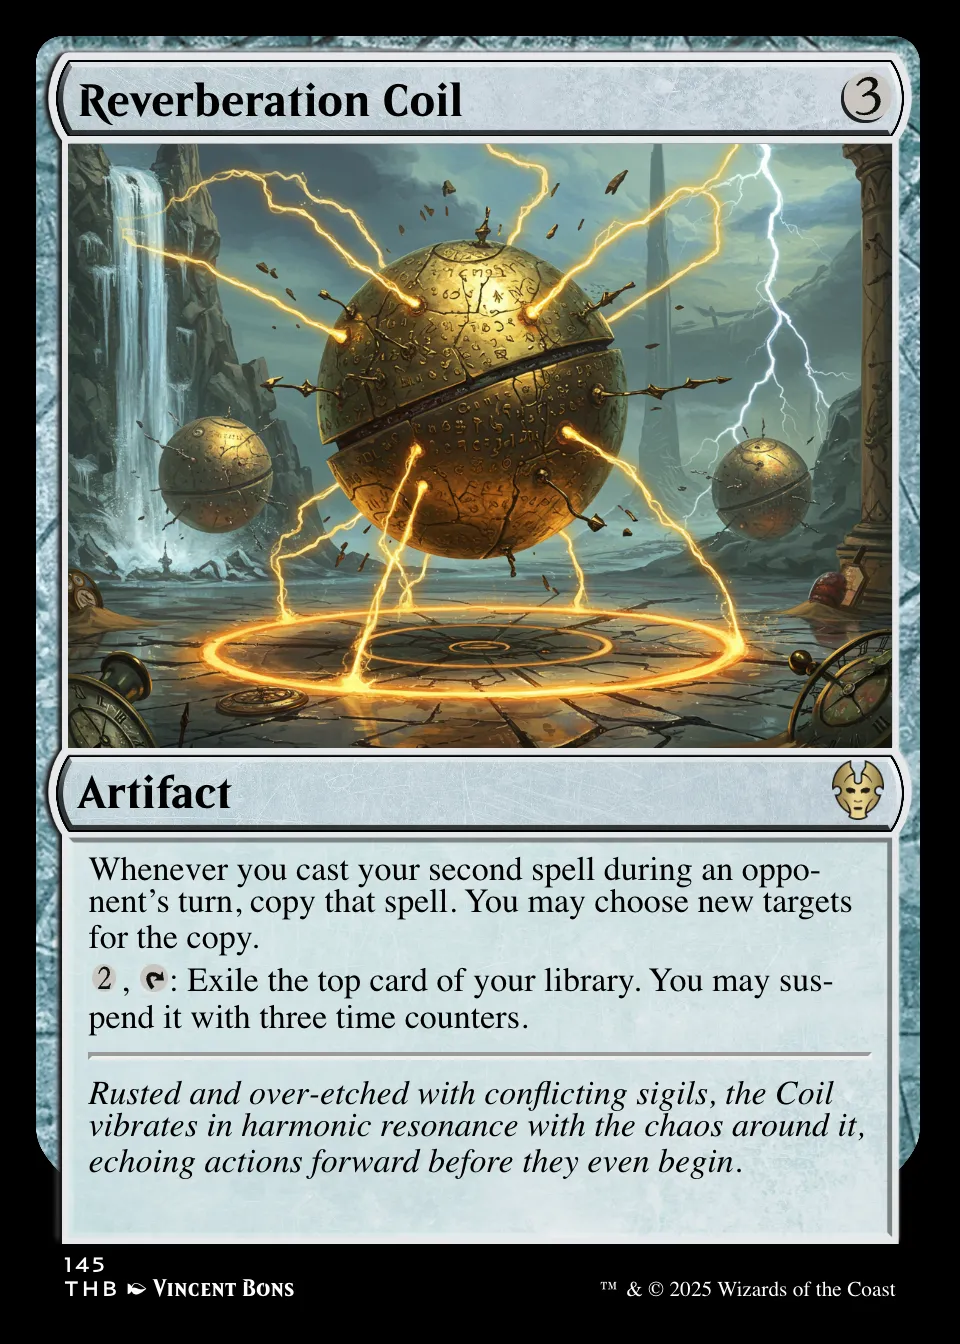 Reverberation Coil
3
Artifact
Whenever you cast your second spell during an oppo-
nent's turn, copy that spell. You may choose new targets
for the copy.
2 , : Exile the top card of your library. You may sus-
pend it with three time counters.
Rusted and over-etched with conflicting sigils, the Coil
vibrates in harmonic resonance with the chaos around it,
echoing actions forward before they even begin.
145
THB Vincent Bons
™ & © 2025 Wizards of the Coast